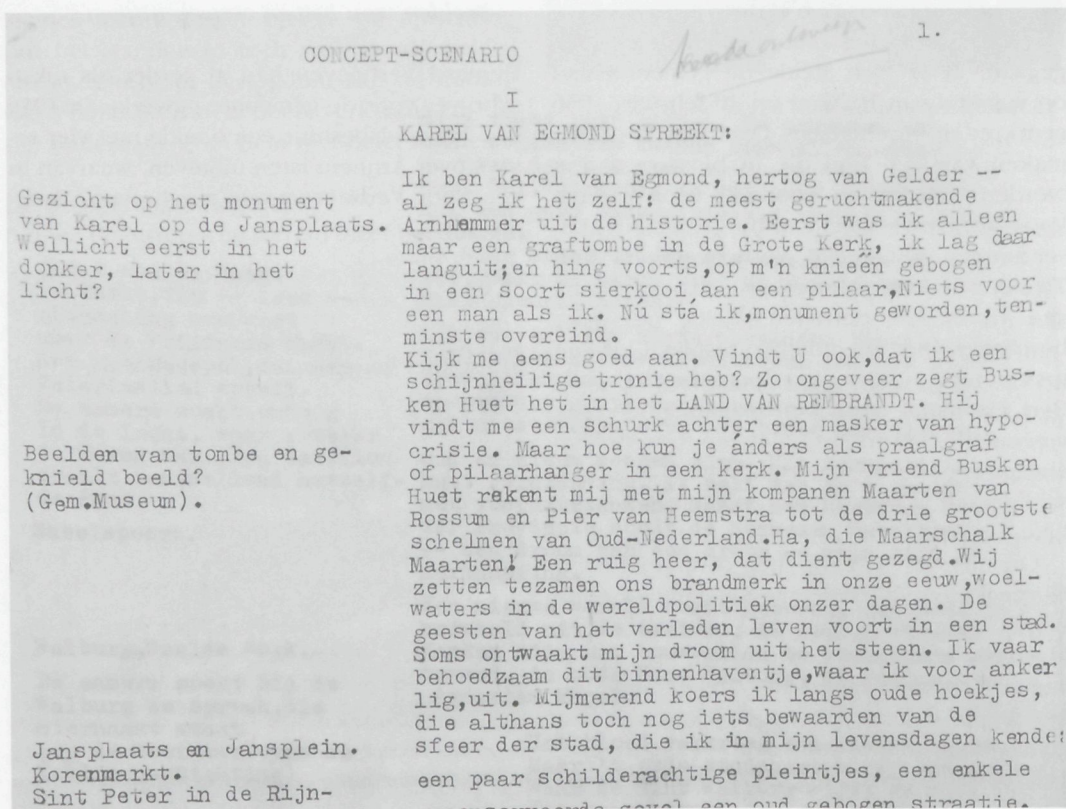 1.
CONCEPT-SCENARIO
I
KAREL VAN EGMOND SPREEKT:
Gezicht op het monument
van Karel op de Jansplaats.
Wellicht eerst in het
donker, later in het
licht?
Beelden van tombe en ge-
knield beeld?
(Gem.Museum).
Jansplaats en Jansplein.
Korenmarkt.
Sint Peter in de Rijn-
Ik ben Karel van Egmond, hertog van Gelder --
al zeg ik het zelf: de meest geruchtmakende
Arnhemmer uit de historie. Eerst was ik alleen
maar een graftombe in de Grote Kerk, ik lag daar
languit;en hing voorts,op m'n knieën gebogen
in een soort sierkooi aan een pilaar,Niets voor
een man als ik. Nú stá ik,monument geworden,ten-
minste overeind.
Kijk me eens goed aan. Vindt U ook,dat ik een
schijnheilige tronie heb? Zo ongeveer zegt Bus-
ken Huet het in het LAND VAN REMBRANDT. Hij
vindt me een schurk achter een masker van hypo-
crisie. Maar hoe kun je ánders als praalgraf
of pilaarhanger in een kerk. Mijn vriend Busken
Huet rekent mij met mijn kompanen Maarten van
Rossum en Pier van Heemstra tot de drie grootste
schelmen van Oud-Nederland.Ha, die Maarschalk
Maarten! Een ruig heer, dat dient gezegd.Wij
zetten tezamen ons brandmerk in onze eeuw,woel-
waters in de wereldpolitiek onzer dagen. De
geesten van het verleden leven voort in een stad.
Soms ontwaakt mijn droom uit het steen. Ik vaar
behoedzaam dit binnenhaventje,waar ik voor anker
lig,uit. Mijmerend koers ik langs oude hoekjes,
die althans toch nog iets bewaarden van de
sfeer der stad, die ik in mijn levensdagen kende:
een paar schilderachtige pleintjes, een enkele
gevel een oud gebogen straatje.